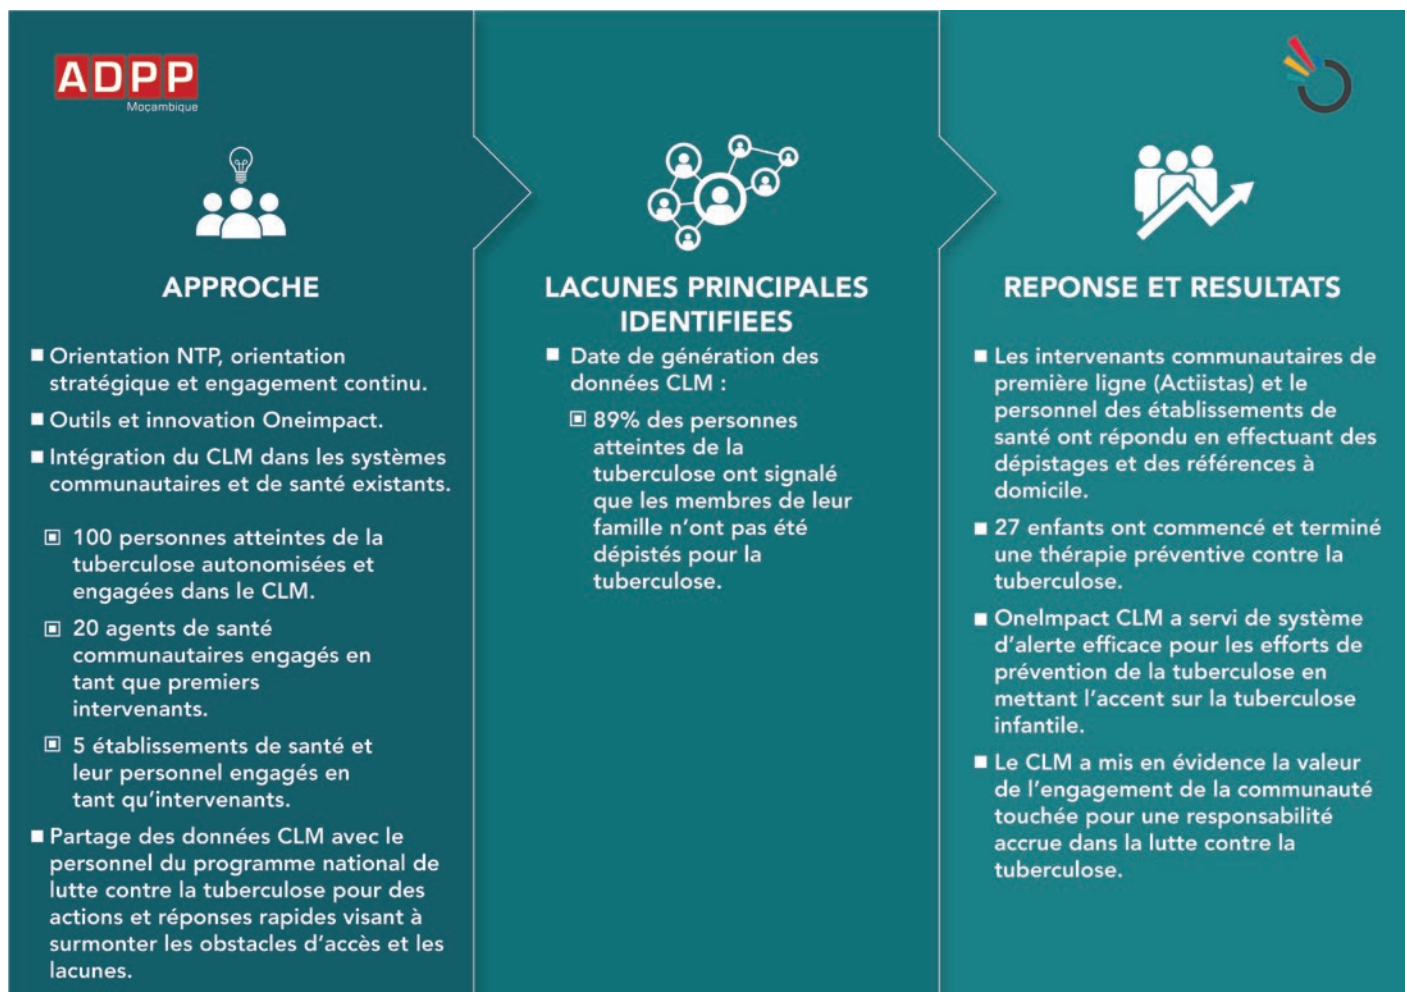 ADPP
Moçambique
APPROCHE
Orientation NTP, orientation
stratégique et engagement continu.
Outils et innovation Oneimpact.
Intégration du CLM dans les systèmes
communautaires et de santé existants.
100 personnes atteintes de la
tuberculose autonomisées et
engagées dans le CLM.
20 agents de santé
communautaires engagés en
tant que premiers
intervenants.
5 établissements de santé et
leur personnel engagés en
tant qu'intervenants.
Partage des données CLM avec le
personnel du programme national de
lutte contre la tuberculose pour des
actions et réponses rapides visant à
surmonter les obstacles d'accès et les
lacunes.
LACUNES PRINCIPALES
IDENTIFIEES
Date de génération des
données CLM :
89% des personnes
atteintes de la
tuberculose ont signalé
que les membres de leur
famille n'ont pas été
dépistés pour la
tuberculose.
REPONSE ET RESULTATS
Les intervenants communautaires de
première ligne (Actiistas) et le
personnel des établissements de
santé ont répondu en effectuant des
dépistages et des références à
domicile.
27 enfants ont commencé et terminé
une thérapie préventive contre la
tuberculose.
OneImpact CLM a servi de système
d'alerte efficace pour les efforts de
prévention de la tuberculose en
mettant l'accent sur la tuberculose
infantile.
Le CLM a mis en évidence la valeur
de l'engagement de la communauté
touchée pour une responsabilité
accrue dans la lutte contre la
tuberculose.